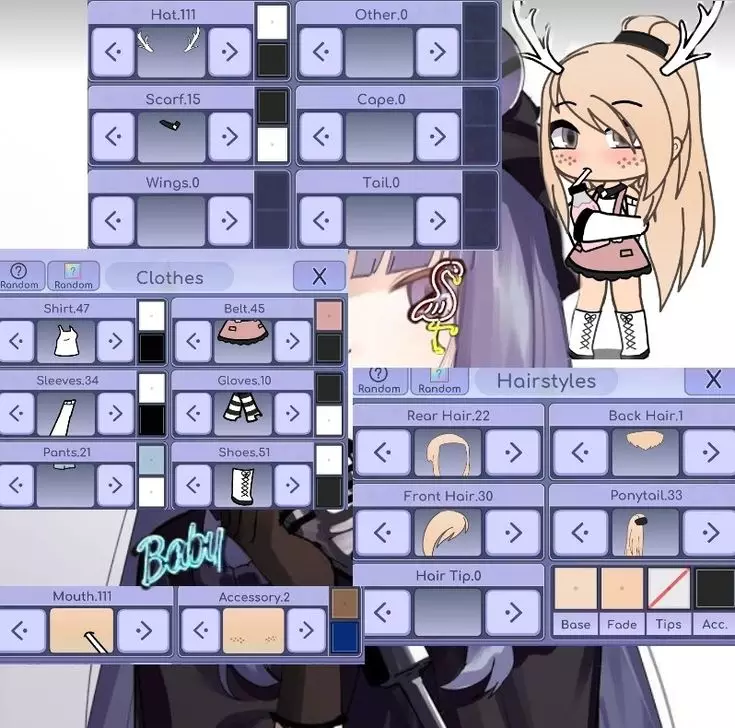 Hat.111
Other.0
Scarf.15
Cape.0
Wings.0
Tail.0
?
Random
?
Random
Clothes
X
Shirt.47
Belt.45
Sleeves.34
Gloves.10
Pants.21
Shoes.51
?
Random
?
Random
Hairstyles
X
Rear Hair.22
Back Hair.1
Front Hair.30
Ponytail.33
Hair Tip.0
Base
Fade
Tips
Acc.
Baby
Mouth.111
Accessory.2